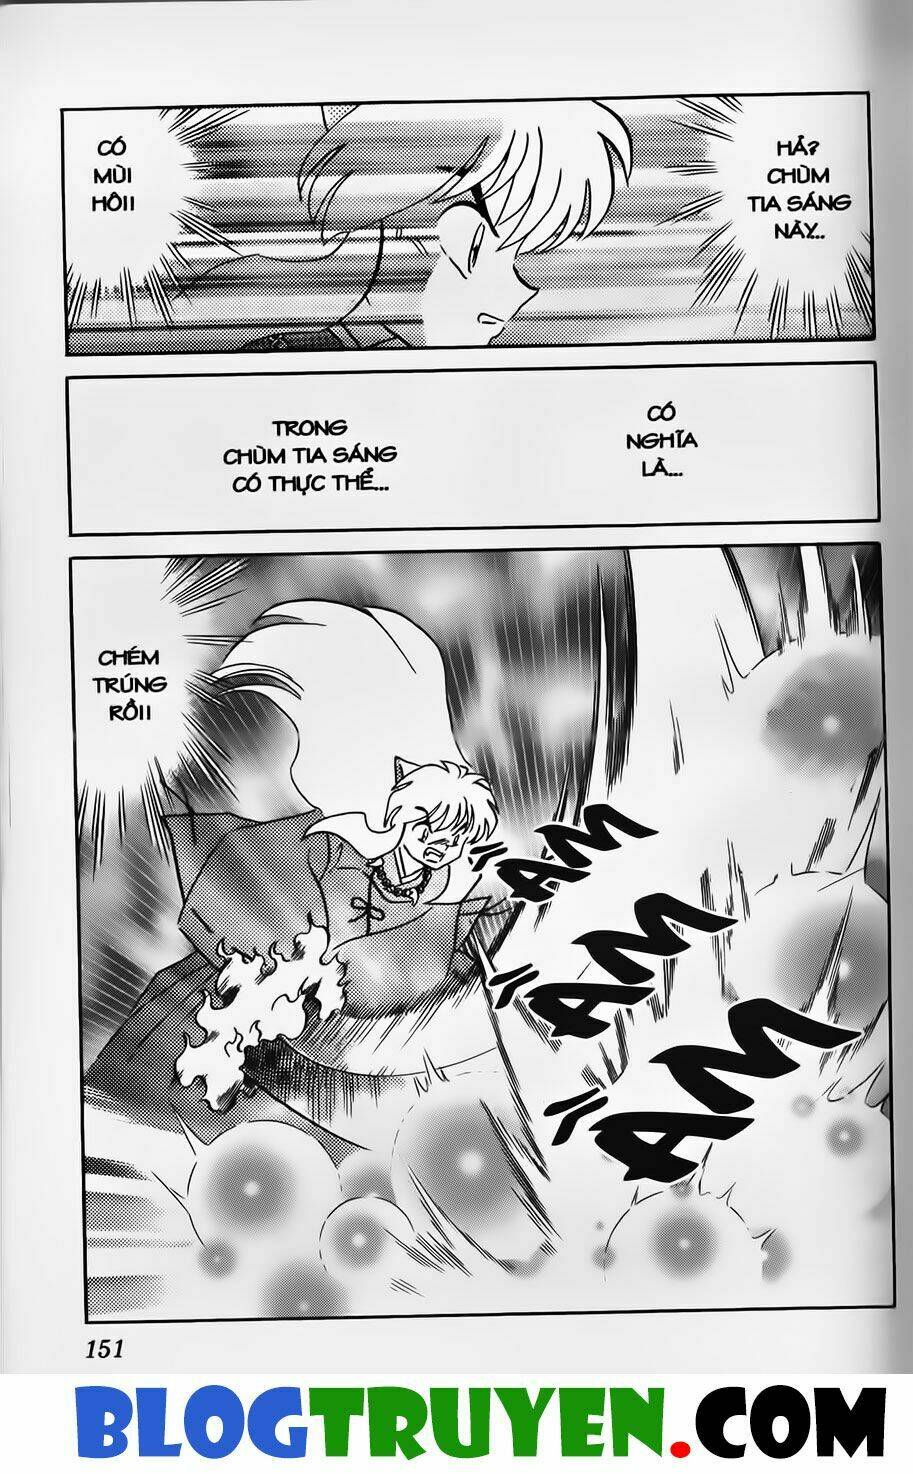 HẢ?
CHÙM
TIA SÁNG
NÀY...
CÓ
MÙI
HÔI!
CÓ
NGHĨA
LÀ...
TRONG
CHÙM TIA SÁNG
CÓ THỰC THỂ...
CHÉM
TRÚNG
RỒI!
ẦM
ẦM
ẦM
151
BLOGTRUYEN.COM